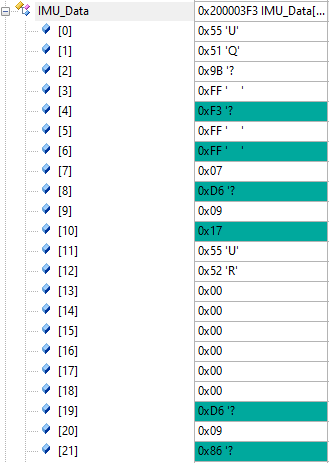 IMU_Data 0x200003F3 IMU_Data[...
[0] 0x55 'U'
[1] 0x51 'Q'
[2] 0x9B '?
[3] 0xFF ' '
[4] 0xF3 '?
[5] 0xFF ' '
[6] 0xFF ' '
[7] 0x07
[8] 0xD6 '?
[9] 0x09
[10] 0x17
[11] 0x55 'U'
[12] 0x52 'R'
[13] 0x00
[14] 0x00
[15] 0x00
[16] 0x00
[17] 0x00
[18] 0x00
[19] 0xD6 '?
[20] 0x09
[21] 0x86 '?